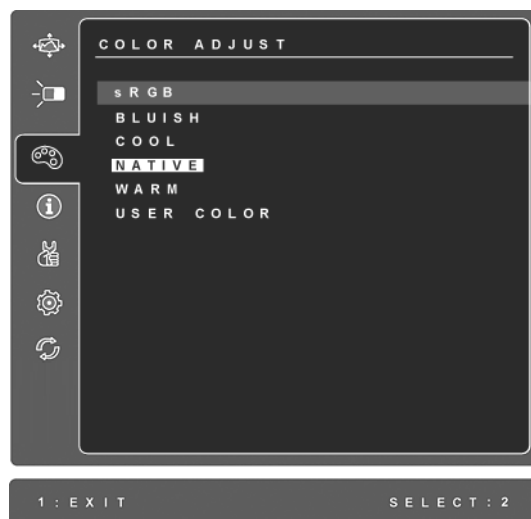 COLOR ADJUST
sRGB
BLUISH
COOL
NATIVE
WARM
USER COLOR
1:EXIT SELECT:2